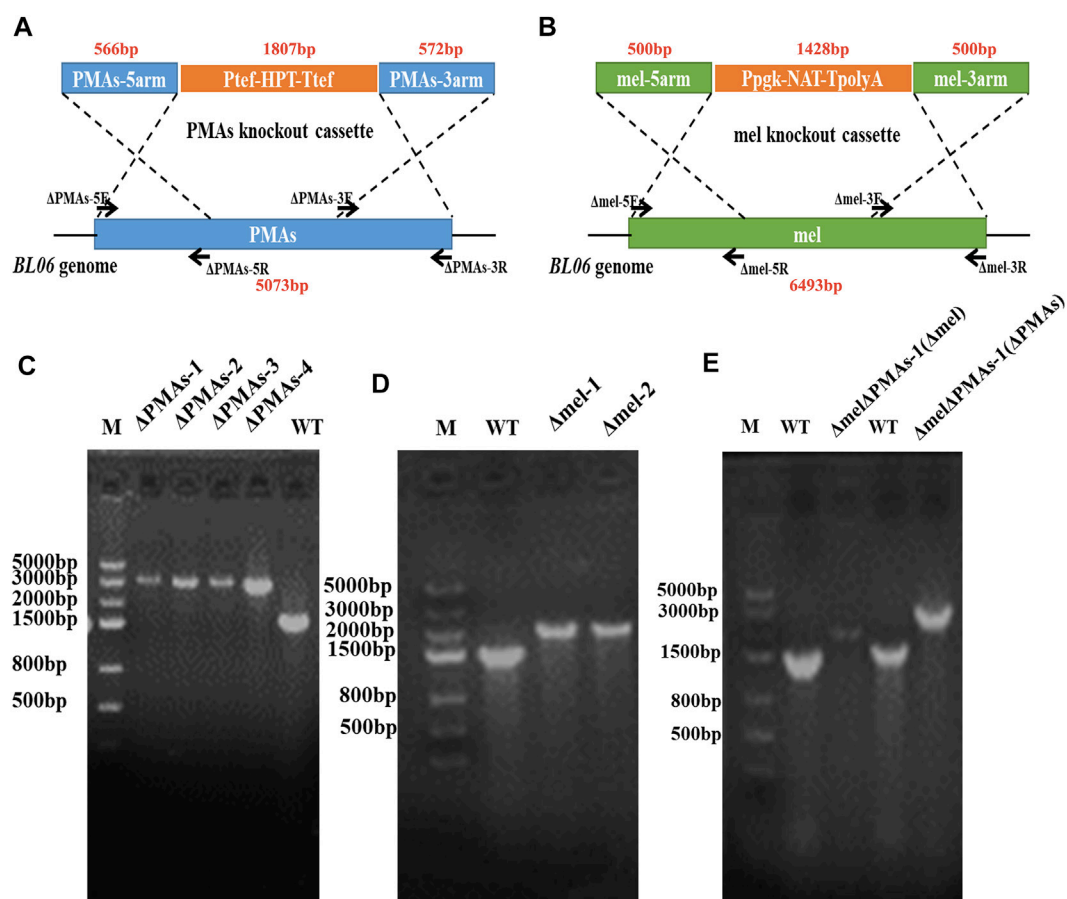 A
566bp 1807bp 572bp
PMAs-5arm Ptef-HPT-Ttef PMAs-3arm
PMAs knockout cassette
ΔPMAs-5F ΔPMAs-3F
PMAs
BL06 genome ΔPMAs-5R ΔPMAs-3R
5073bp
B
500bp 1428bp 500bp
mel-5arm Ppgk-NAT-TpolyA mel-3arm
mel knockout cassette
Δmel-5F Δmel-3F
mel
BL06 genome Δmel-5R Δmel-3R
6493bp
C
M ΔPMAs-1 ΔPMAs-2 ΔPMAs-3 ΔPMAs-4 WT
5000bp
3000bp
2000bp
1500bp
800bp
500bp
D
M WT Δmel-1 Δmel-2
5000bp
3000bp
2000bp
1500bp
800bp
500bp
E
M WT ΔmelΔPMAs-1(Δmel) WT ΔmelΔPMAs-1(ΔPMAs)
5000bp
3000bp
1500bp
800bp
500bp